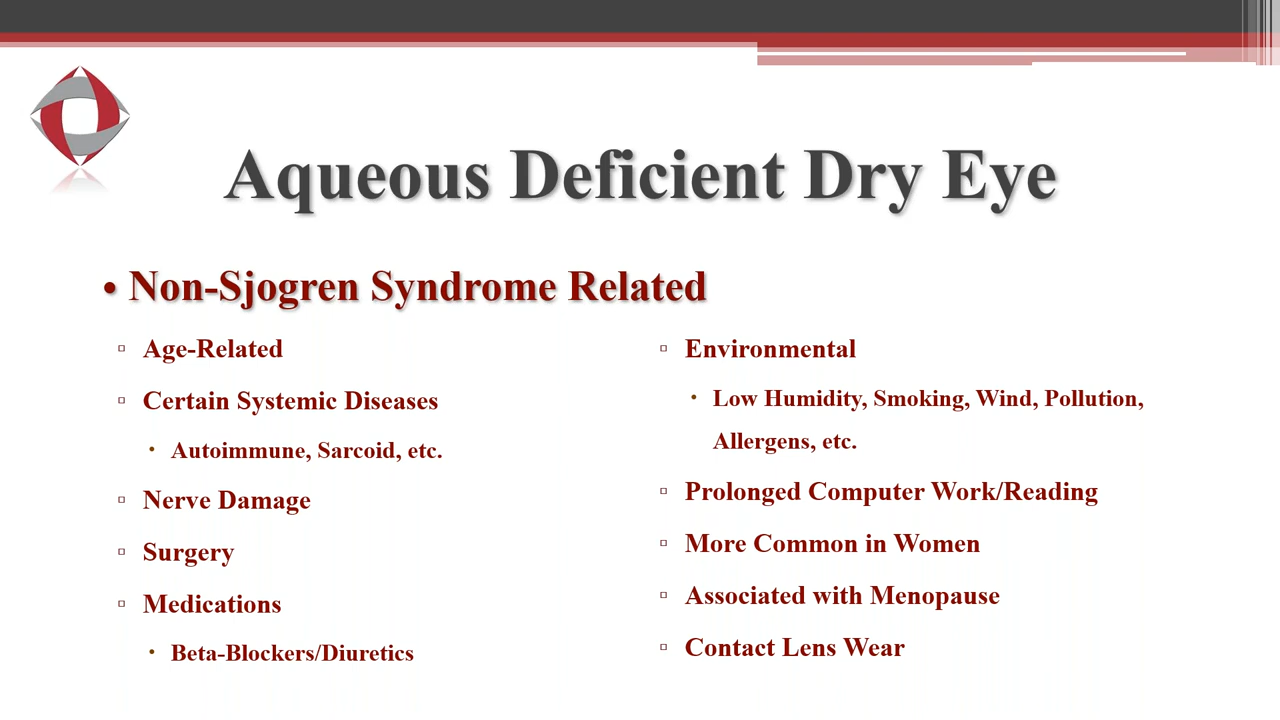 Aqueous Deficient Dry Eye
• Non-Sjogren Syndrome Related
▫ Age-Related
▫ Certain Systemic Diseases
• Autoimmune, Sarcoid, etc.
▫ Nerve Damage
▫ Surgery
▫ Medications
• Beta-Blockers/Diuretics
▫ Environmental
• Low Humidity, Smoking, Wind, Pollution,
Allergens, etc.
▫ Prolonged Computer Work/Reading
▫ More Common in Women
▫ Associated with Menopause
▫ Contact Lens Wear